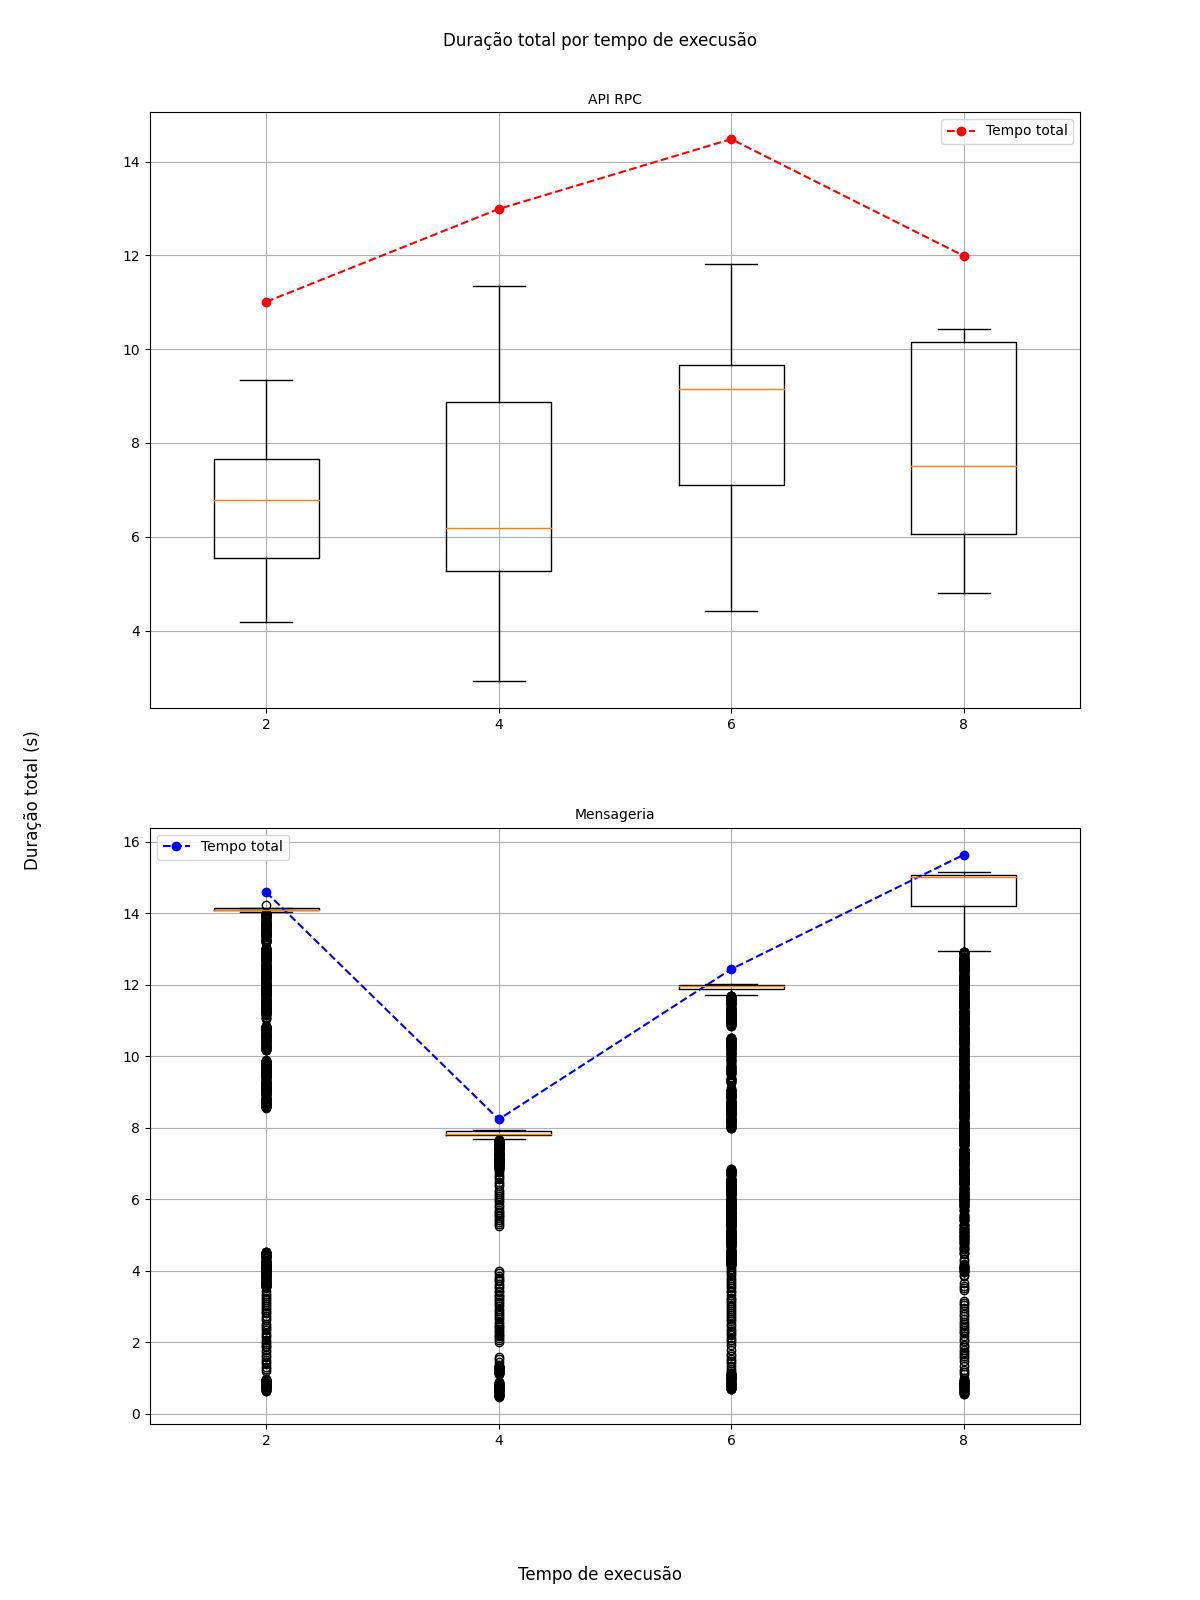 Duração total por tempo de execusão
API RPC
Tempo total
14
12
10
8
6
4
2 4 6 8
Duração total (s)
Mensageria
Tempo total
16
14
12
10
8
6
4
2
0
2 4 6 8
Tempo de execusão